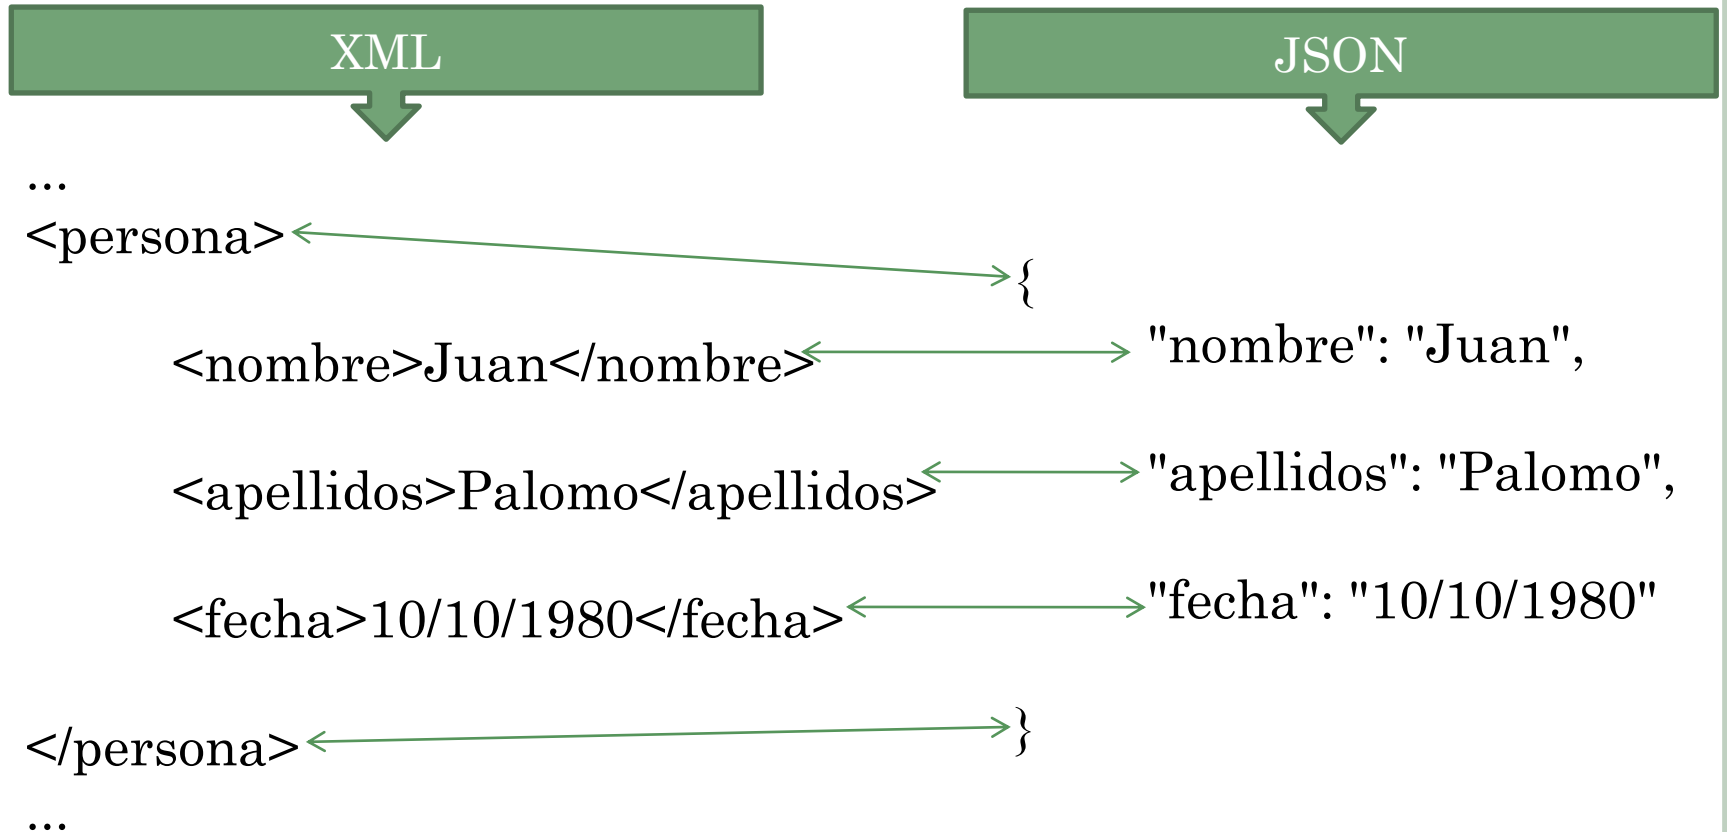 XML
...
<persona>
<nombre>Juan</nombre>
<apellidos>Palomo</apellidos>
<fecha>10/10/1980</fecha>
</persona>
...
JSON
{
"nombre": "Juan",
"apellidos": "Palomo",
"fecha": "10/10/1980"
}